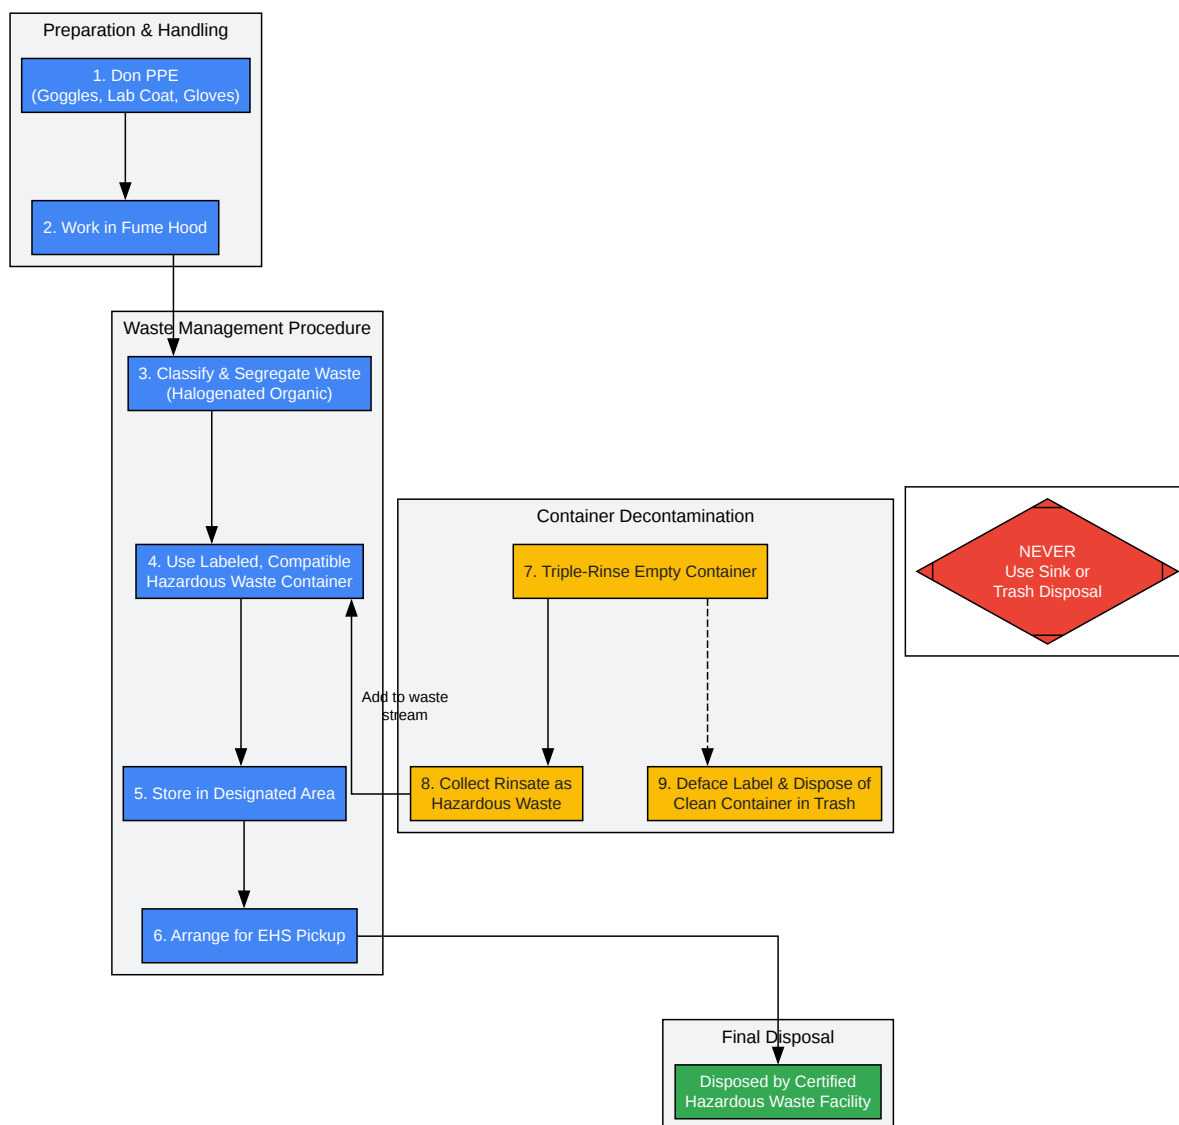 Preparation & Handling
1. Don PPE
(Goggles, Lab Coat, Gloves)
2. Work in Fume Hood
Waste Management Procedure
3. Classify & Segregate Waste
(Halogenated Organic)
4. Use Labeled, Compatible
Hazardous Waste Container
5. Store in Designated Area
6. Arrange for EHS Pickup
Container Decontamination
7. Triple-Rinse Empty Container
Add to waste
stream
8. Collect Rinsate as
Hazardous Waste
9. Deface Label & Dispose of
Clean Container in Trash
NEVER
Use Sink or
Trash Disposal
Final Disposal
Disposed by Certified
Hazardous Waste Facility